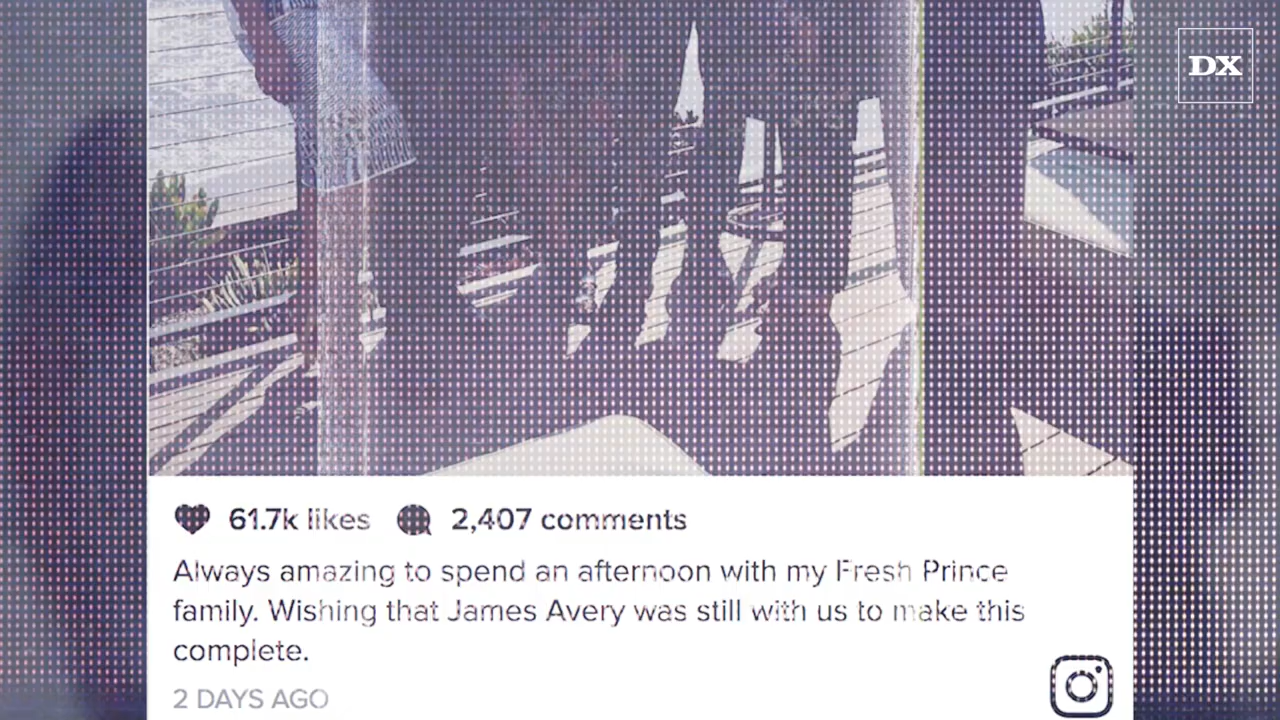 DX
61.7k likes 2,407 comments
Always amazing to spend an afternoon with my Fresh Prince
family. Wishing that James Avery was still with us to make this
complete.
2 DAYS AGO